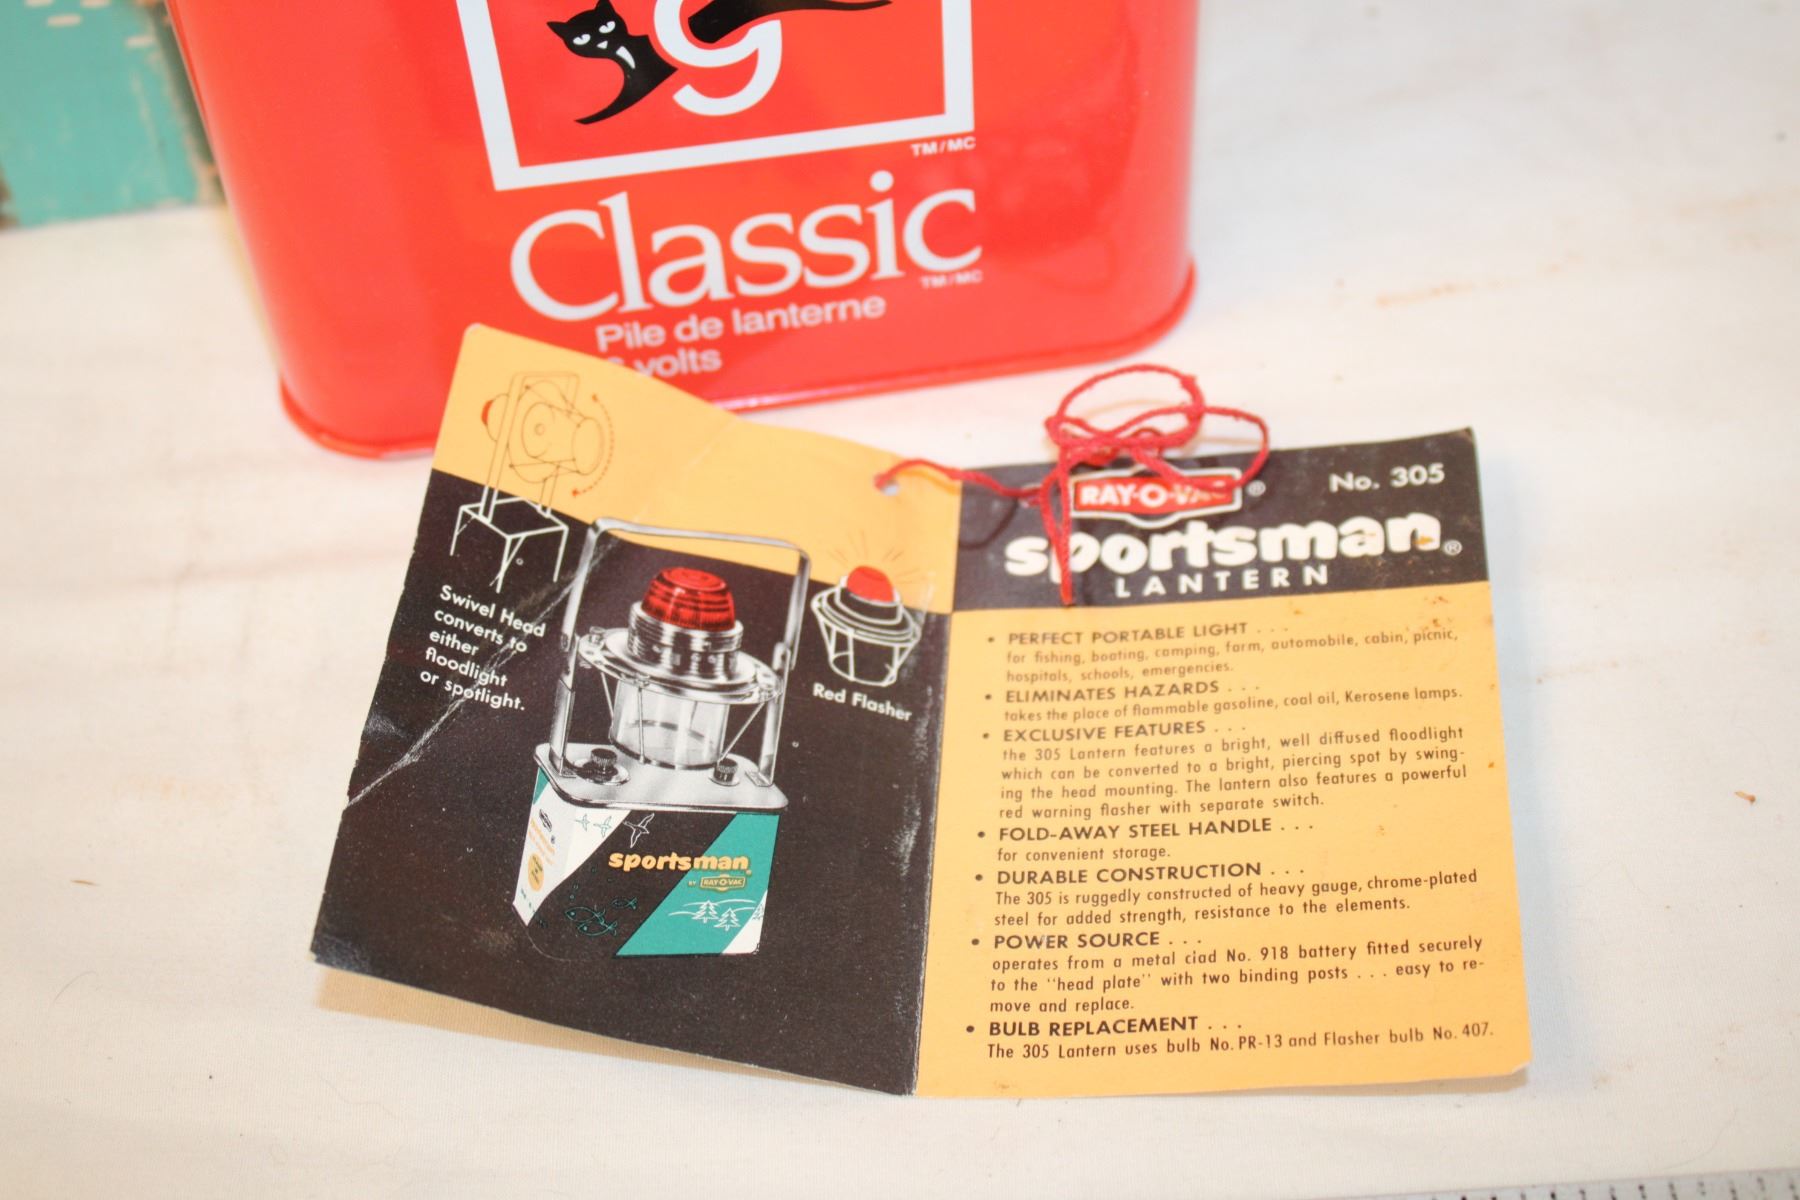 9
TM/MC
Classic
TM/MC
Pile de lanterne
volts
Swivel Head
converts to
either
floodlight
or spotlight.
Red Flasher
sportsman
BY RAY-O-VAC
RAY-O-VAC ®
No. 305
sportsman®
LANTERN
• PERFECT PORTABLE LIGHT . . .
for fishing, boating, camping, farm, automobile, cabin, picnic,
hospitals, schools, emergencies.
• ELIMINATES HAZARDS . . .
takes the place of flammable gasoline, coal oil, Kerosene lamps.
• EXCLUSIVE FEATURES . . .
the 305 Lantern features a bright, well diffused floodlight
which can be converted to a bright, piercing spot by swing-
ing the head mounting. The lantern also features a powerful
red warning flasher with separate switch.
• FOLD-AWAY STEEL HANDLE . . .
for convenient storage.
• DURABLE CONSTRUCTION . . .
The 305 is ruggedly constructed of heavy gauge, chrome-plated
steel for added strength, resistance to the elements.
• POWER SOURCE . . .
operates from a metal clad No. 918 battery fitted securely
to the "head plate" with two binding posts . . . easy to re-
move and replace.
• BULB REPLACEMENT . . .
The 305 Lantern uses bulb No. PR-13 and Flasher bulb No. 407.